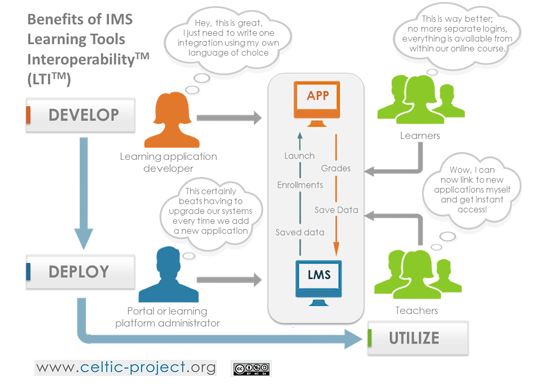 Benefits of IMS
Learning Tools
Interoperability™
(LTI™)
Hey, this is great,
I just need to write one
integration using my own
language of choice
This is way better;
no more separate logins,
everything is available from
within our online course.
DEVELOP
APP
Learning application
developer
Learners
Launch
Grades
Enrollments
Save Data
Saved data
Wow, I can
now link to new
applications myself
and get instant
access!
This certainly
beats having to
upgrade our systems
every time we add
a new application
DEPLOY
LMS
Portal or learning
platform administrator
Teachers
UTILIZE
www.celtic-project.org
cc
BY NC SA